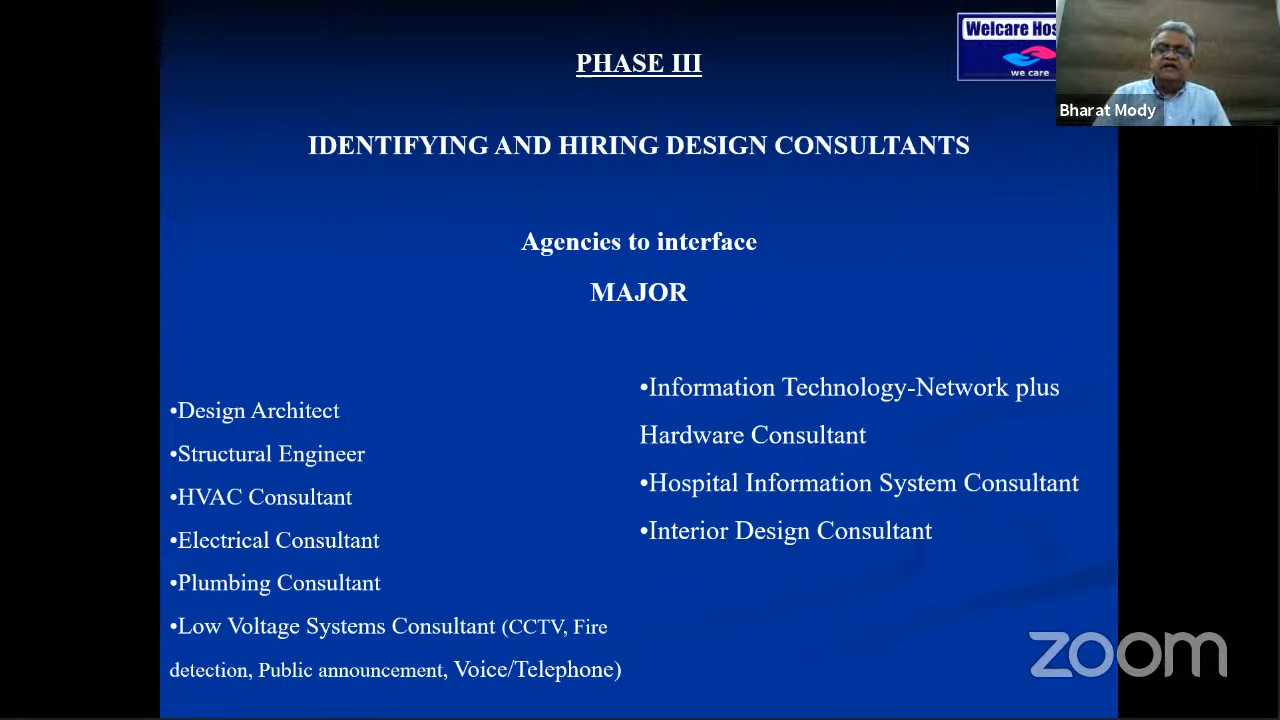 PHASE III
Welcare Hos
we care
Bharat Mody
IDENTIFYING AND HIRING DESIGN CONSULTANTS
Agencies to interface
MAJOR
•Design Architect
•Structural Engineer
•HVAC Consultant
•Electrical Consultant
•Plumbing Consultant
•Low Voltage Systems Consultant (CCTV, Fire
detection, Public announcement, Voice/Telephone)
•Information Technology-Network plus
Hardware Consultant
•Hospital Information System Consultant
•Interior Design Consultant
zoom